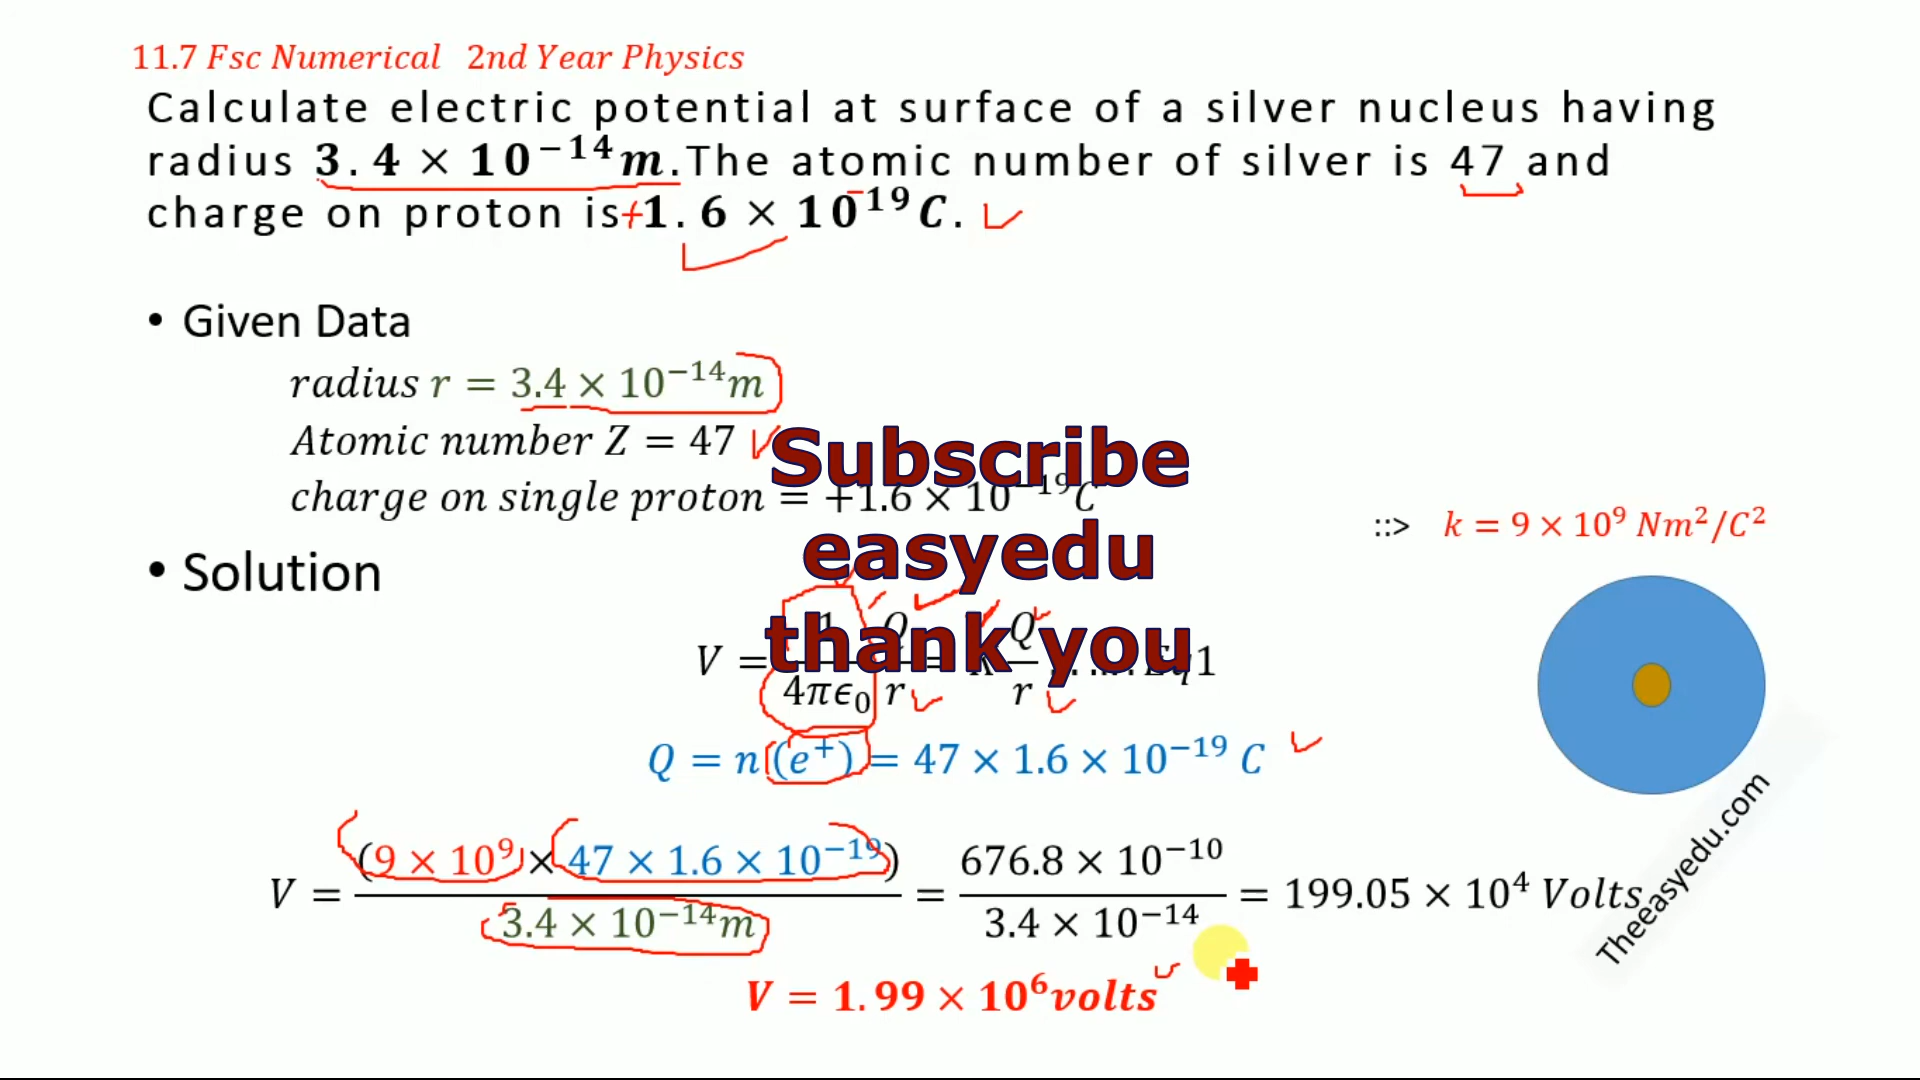 11.7 Fsc Numerical 2nd Year Physics
Calculate electric potential at surface of a silver nucleus having
radius 3.4 × 10⁻¹⁴m.The atomic number of silver is 47 and
charge on proton is+1.6 × 10⁻¹⁹C.
• Given Data
radius r = 3.4 × 10⁻¹⁴m
Atomic number Z = 47
charge on single proton = +1.6 × 10⁻¹⁹C
Subscribe
easyedu
thank you
::> k = 9 × 10⁹ Nm²/C²
• Solution
V = 1/4πϵ₀ Q/r = K Q/r Eq1
Q = n(e⁺) = 47 × 1.6 × 10⁻¹⁹ C
V = (9 × 10⁹ × 47 × 1.6 × 10⁻¹⁹)/3.4 × 10⁻¹⁴m = 676.8 × 10⁻¹⁰/3.4 × 10⁻¹⁴ = 199.05 × 10⁴ Volts
V = 1.99 × 10⁶volts
Theeasyedu.com